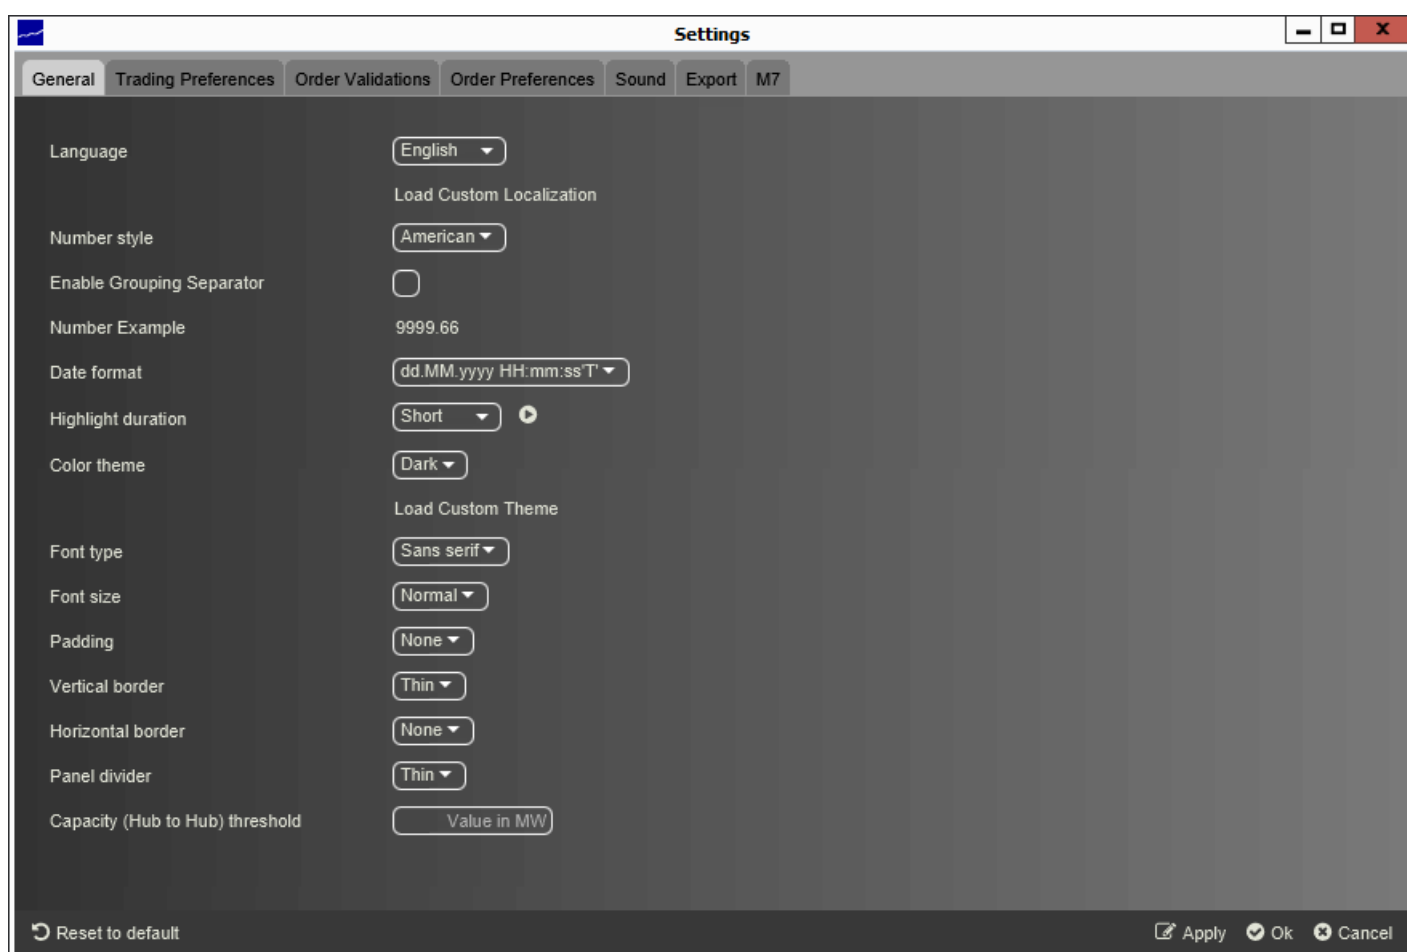 Settings
General Trading Preferences Order Validations Order Preferences Sound Export M7
Language English
Load Custom Localization
Number style American
Enable Grouping Separator
Number Example 9999.66
Date format dd.MM.yyyy HH:mm:ss'T'
Highlight duration Short
Color theme Dark
Load Custom Theme
Font type Sans serif
Font size Normal
Padding None
Vertical border Thin
Horizontal border None
Panel divider Thin
Capacity (Hub to Hub) threshold Value in MW
Reset to default Apply Ok Cancel